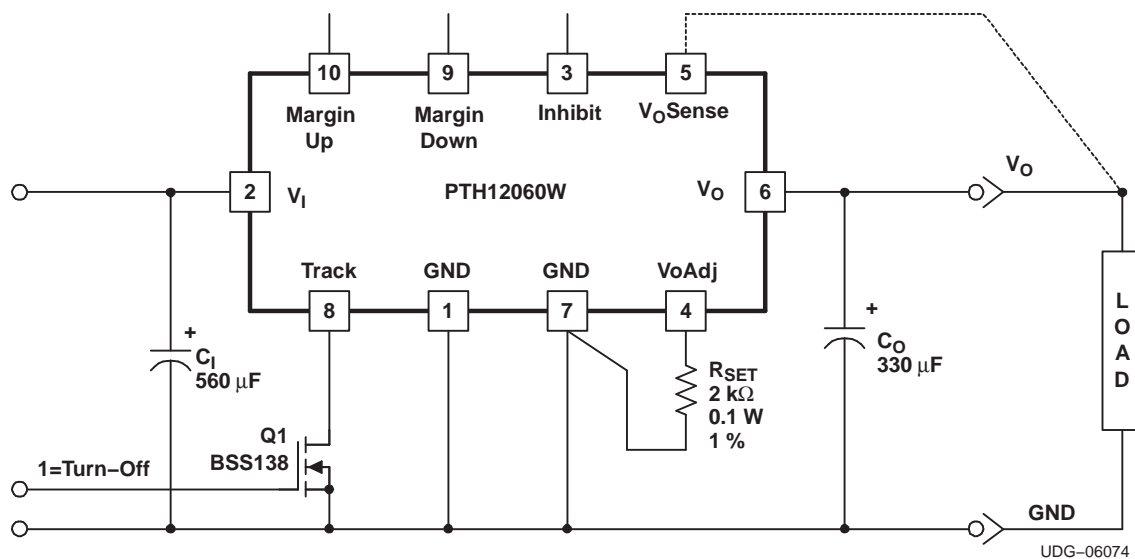 10
9
3
5
Margin
Up
Margin
Down
Inhibit
VOSense
VO
2
VI
PTH12060W
VO
6
Track
GND
GND
VoAdj
8
1
7
4
+
CI
560 μF
RSET
2 kΩ
0.1 W
1 %
+
CO
330 μF
LOAD
Q1
BSS138
1=Turn−Off
GND
UDG−06074